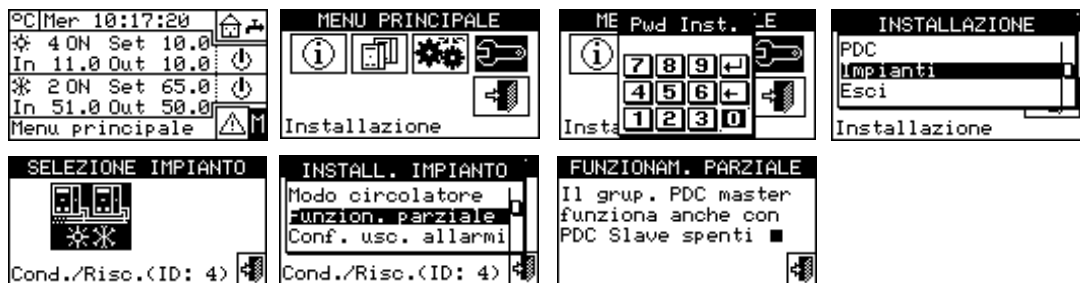 °C Mer 10:17:20
4 ON Set 10.0
In 11.0 Out 10.0
2 ON Set 65.0
In 51.0 Out 50.0
Menu principale M
MENU PRINCIPALE
i
Installazione
ME LE
Pwd Inst.
i
7 8 9
4 5 6
1 2 3 0
Insta
INSTALLAZIONE
PDC
Impianti
Esci
Installazione
SELEZIONE IMPIANTO
Cond./Risc.(ID: 4)
INSTALL. IMPIANTO
Modo circolatore
Funzion. parziale
Conf. usc. allarmi
Cond./Risc.(ID: 4)
FUNZIONAM. PARZIALE
Il grup. PDC master
funziona anche con
PDC Slave spenti